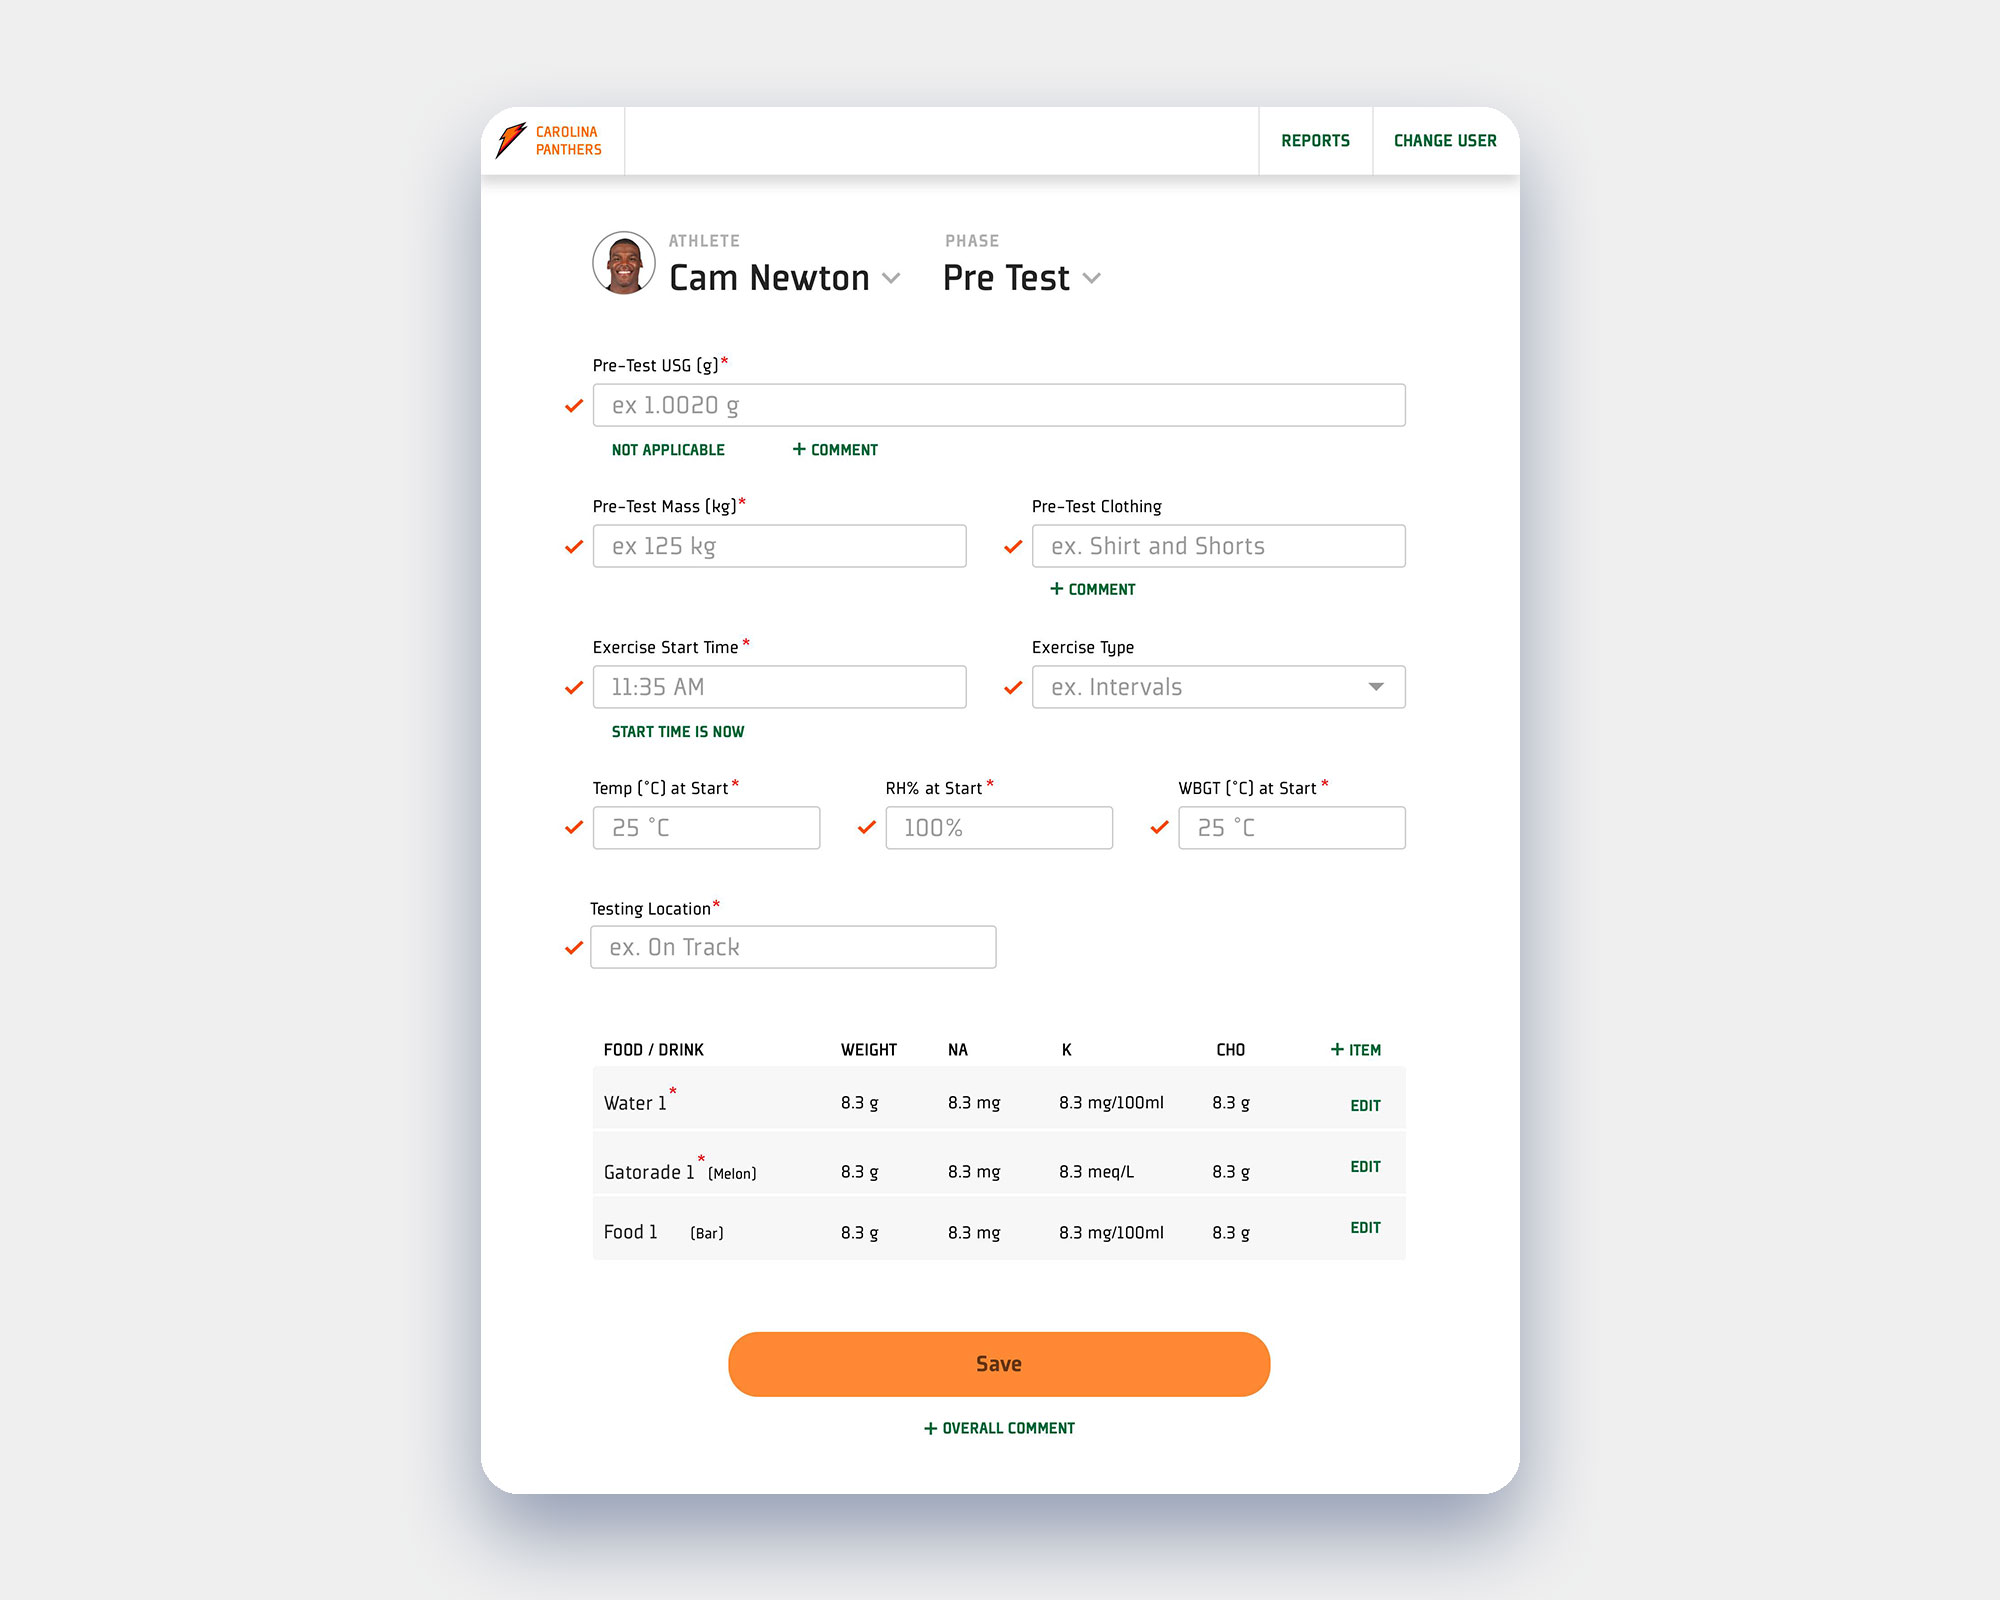 CAROLINA
PANTHERS
REPORTS
CHANGE USER
ATHLETE
PHASE
Cam Newton
Pre Test
Pre-Test USG (g)*
ex 1.0020 g
NOT APPLICABLE
+ COMMENT
Pre-Test Mass (kg)*
Pre-Test Clothing
ex 125 kg
ex. Shirt and Shorts
+ COMMENT
Exercise Start Time*
Exercise Type
11:35 AM
ex. Intervals
START TIME IS NOW
Temp (°C) at Start*
RH% at Start*
WBGT (°C) at Start*
25 °C
100%
25 °C
Testing Location*
ex. On Track
FOOD / DRINK WEIGHT NA K CHO + ITEM
Water 1* 8.3 g 8.3 mg 8.3 mg/100ml 8.3 g EDIT
Gatorade 1* (Melon) 8.3 g 8.3 mg 8.3 meq/L 8.3 g EDIT
Food 1 (Bar) 8.3 g 8.3 mg 8.3 mg/100ml 8.3 g EDIT
Save
+ OVERALL COMMENT